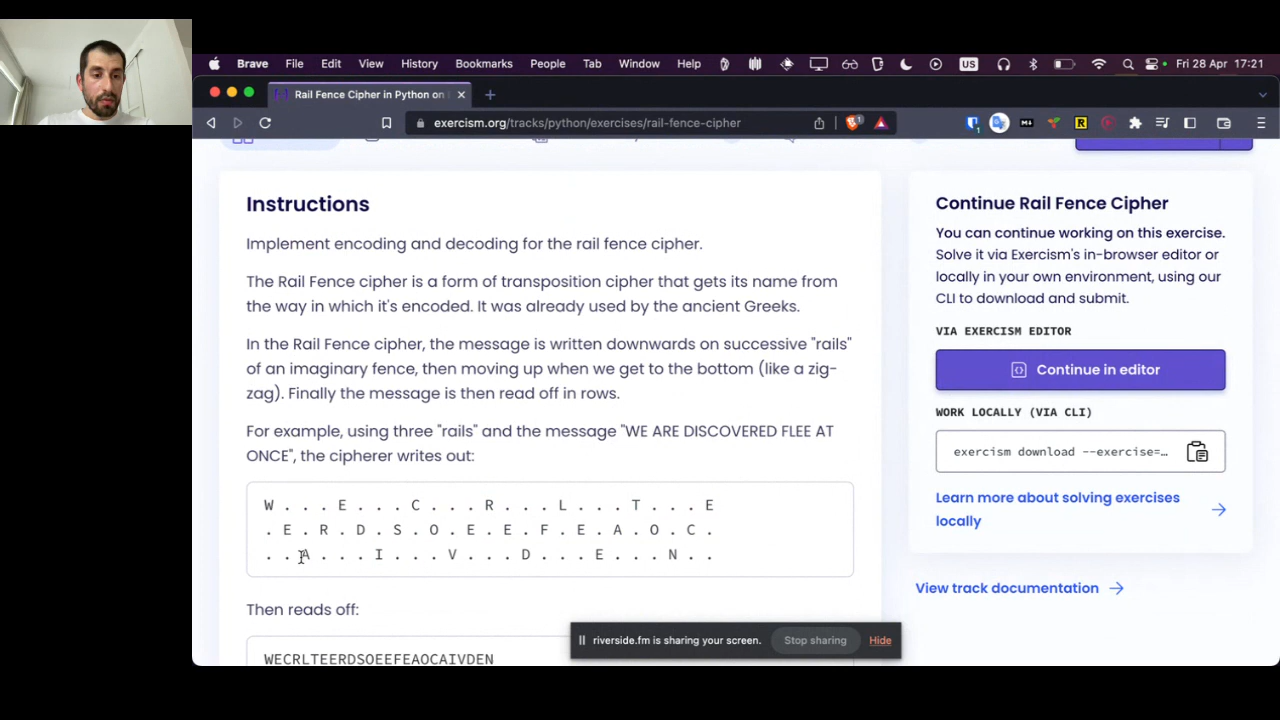 Brave File Edit View History Bookmarks People Tab Window Help US Fri 28 Apr 17:21
Rail Fence Cipher in Python on
exercism.org/tracks/python/exercises/rail-fence-cipher
Instructions
Implement encoding and decoding for the rail fence cipher.
The Rail Fence cipher is a form of transposition cipher that gets its name from
the way in which it's encoded. It was already used by the ancient Greeks.
In the Rail Fence cipher, the message is written downwards on successive "rails"
of an imaginary fence, then moving up when we get to the bottom (like a zig-
zag). Finally the message is then read off in rows.
For example, using three "rails" and the message "WE ARE DISCOVERED FLEE AT
ONCE", the cipherer writes out:
W . . . E . . . C . . . R . . . L . . . T . . . E
. E . R . D . S . O . E . E . F . E . A . O . C .
. . A . . . I . . . V . . . D . . . E . . . N . .
Then reads off:
WECRLTEERDSOEEFEAOCAIVDEN
Continue Rail Fence Cipher
You can continue working on this exercise.
Solve it via Exercism's in-browser editor or
locally in your own environment, using our
CLI to download and submit.
VIA EXERCISM EDITOR
Continue in editor
WORK LOCALLY (VIA CLI)
exercism download --exercise=…
Learn more about solving exercises
locally
View track documentation
riverside.fm is sharing your screen. Stop sharing Hide